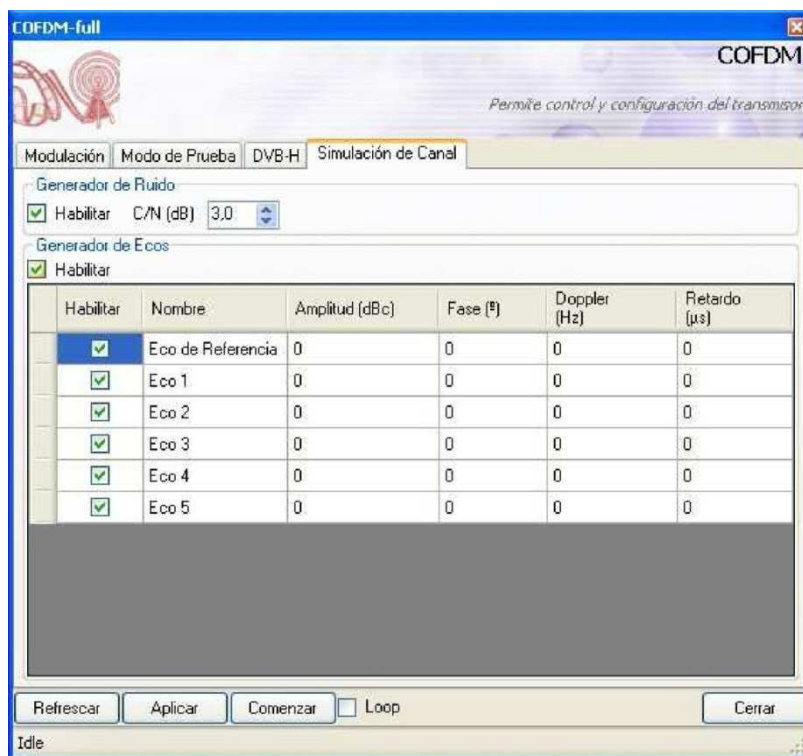 COFDM-full
COFDM
Permite control y configuración del transmisor
Modulación Modo de Prueba DVB-H Simulación de Canal
Generador de Ruido
Habilitar C/N (dB) 3,0
Generador de Ecos
Habilitar
Habilitar Nombre Amplitud (dBc) Fase (º) Doppler (Hz) Retardo (µs)
Eco de Referencia 0 0 0 0
Eco 1 0 0 0 0
Eco 2 0 0 0 0
Eco 3 0 0 0 0
Eco 4 0 0 0 0
Eco 5 0 0 0 0
Refrescar Aplicar Comenzar Loop Cerrar
Idle